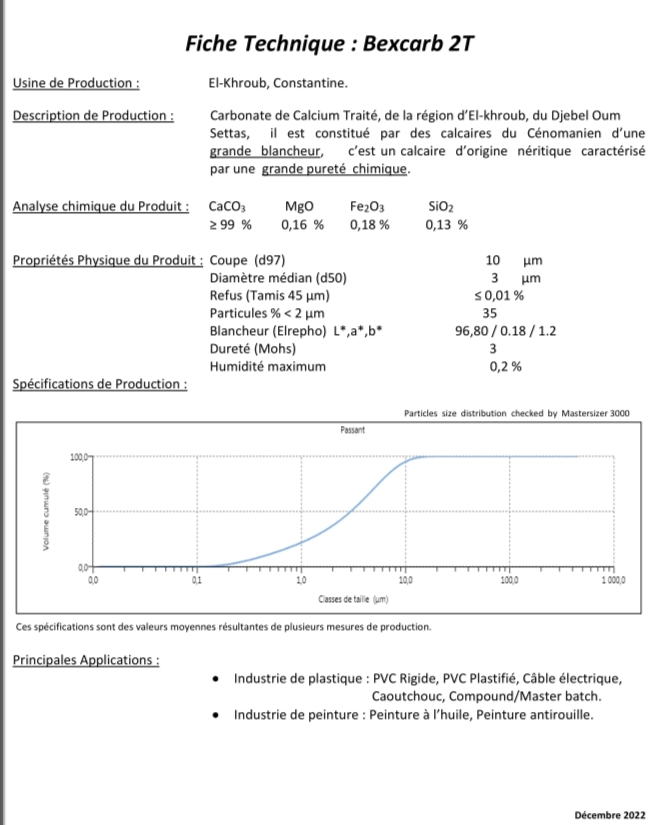 Fiche Technique : Bexcarb 2T
Usine de Production : El-Khroub, Constantine.
Description de Production : Carbonate de Calcium Traité, de la région d'El-khroub, du Djebel Oum
Settas, il est constitué par des calcaires du Cénomanien d'une
grande blancheur, c'est un calcaire d'origine néritique caractérisé
par une grande pureté chimique.
Analyse chimique du Produit : CaCO₃ MgO Fe₂O₃ SiO₂
≥ 99 % 0,16 % 0,18 % 0,13 %
Propriétés Physique du Produit : Coupe (d97) 10 µm
Diamètre médian (d50) 3 µm
Refus (Tamis 45 µm) ≤ 0,01 %
Particules % < 2 µm 35
Blancheur (Elrepho) L*,a*,b* 96,80 / 0.18 / 1.2
Dureté (Mohs) 3
Humidité maximum 0,2 %
Spécifications de Production :
Particles size distribution checked by Mastersizer 3000
Passant
Volume cumulé (%)
100,0
50,0
0,0
0,0 0,1 1,0 10,0 100,0 1 000,0
Classes de taille (µm)
Ces spécifications sont des valeurs moyennes résultantes de plusieurs mesures de production.
Principales Applications :
• Industrie de plastique : PVC Rigide, PVC Plastifié, Câble électrique,
Caoutchouc, Compound/Master batch.
• Industrie de peinture : Peinture à l'huile, Peinture antirouille.
Décembre 2022